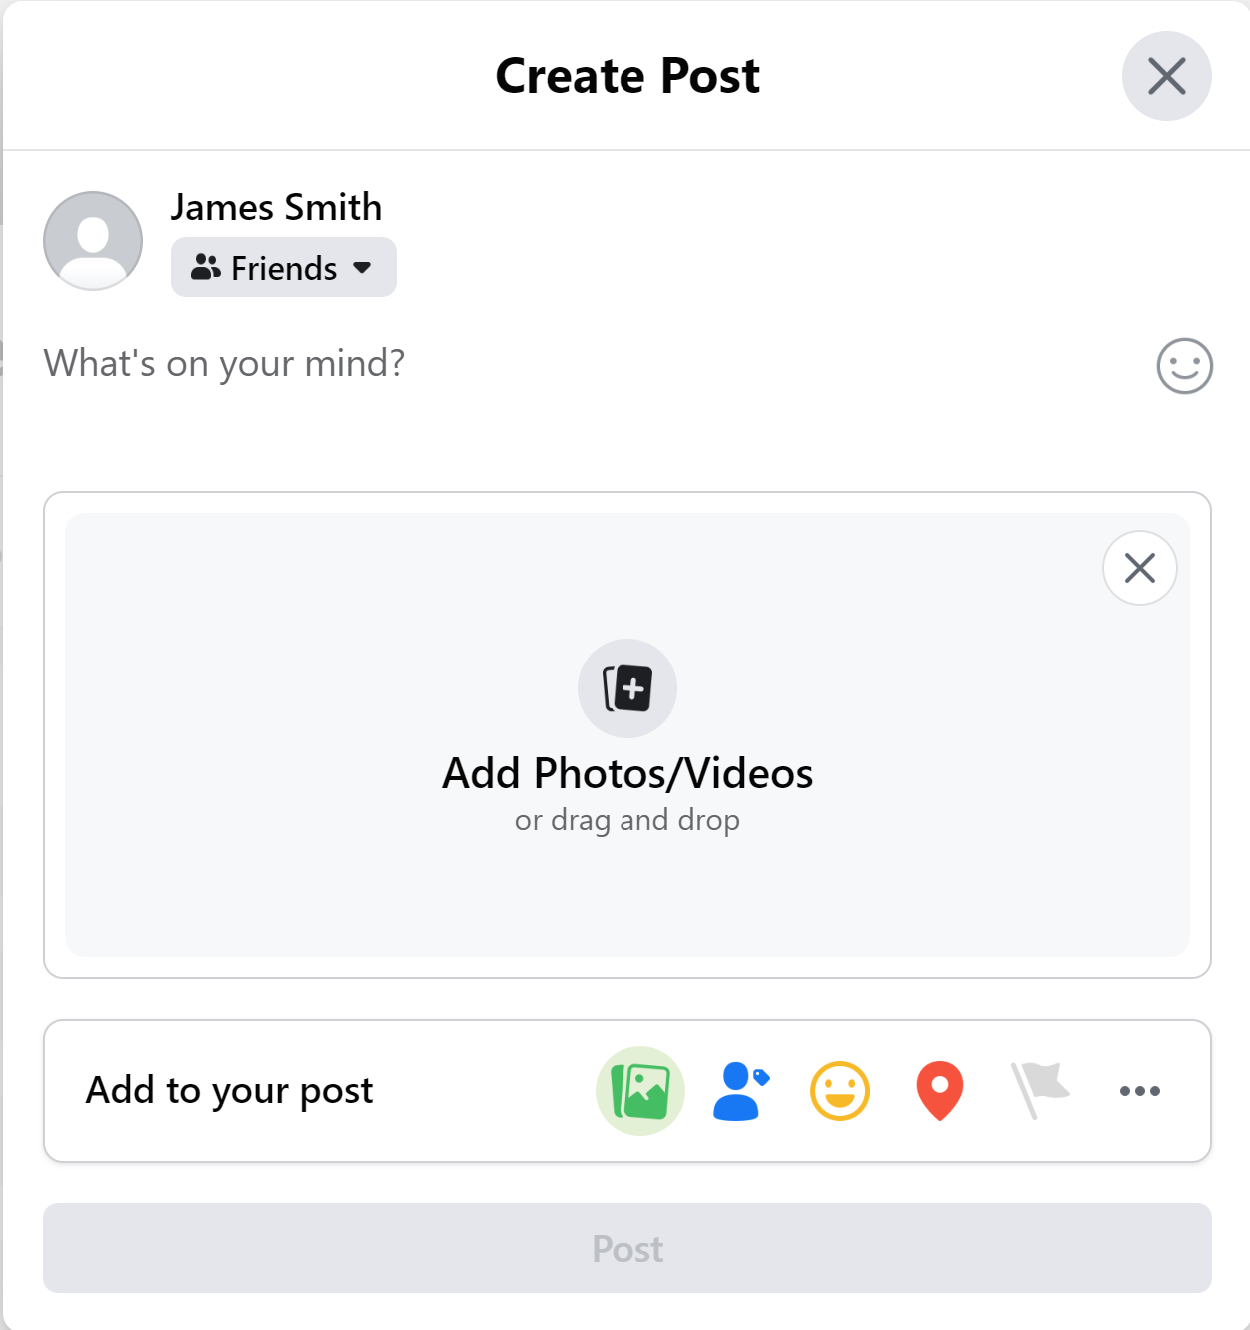 Create Post
James Smith
Friends
What's on your mind?
Add Photos/Videos
or drag and drop
Add to your post
Post